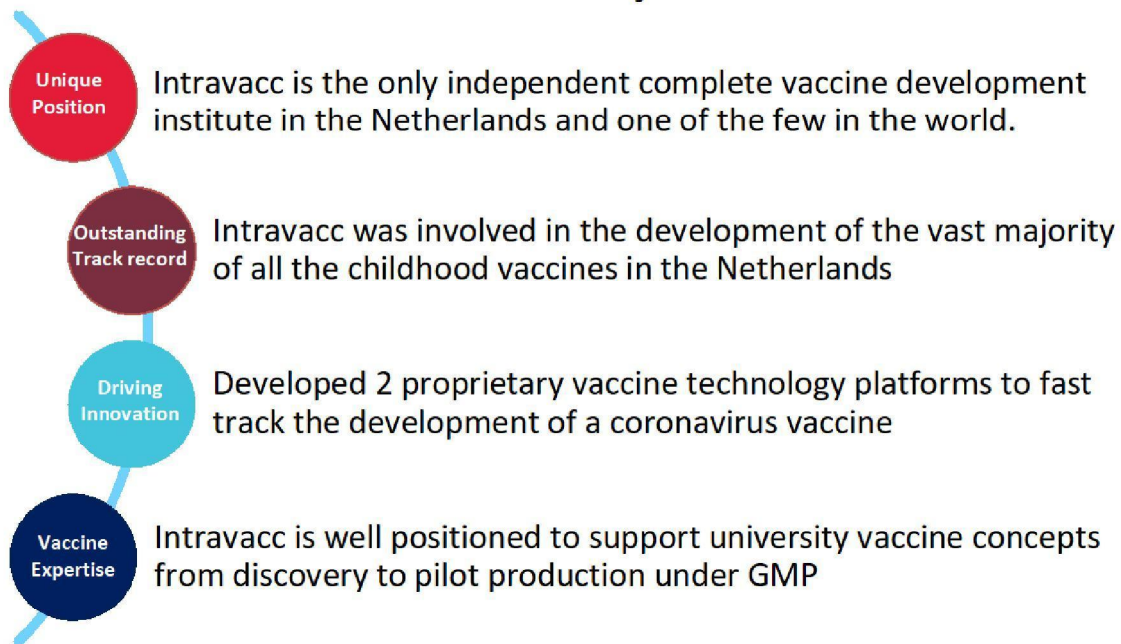 Unique
Position
Intravacc is the only independent complete vaccine development
institute in the Netherlands and one of the few in the world.
Outstanding
Track record
Intravacc was involved in the development of the vast majority
of all the childhood vaccines in the Netherlands
Driving
Innovation
Developed 2 proprietary vaccine technology platforms to fast
track the development of a coronavirus vaccine
Vaccine
Expertise
Intravacc is well positioned to support university vaccine concepts
from discovery to pilot production under GMP